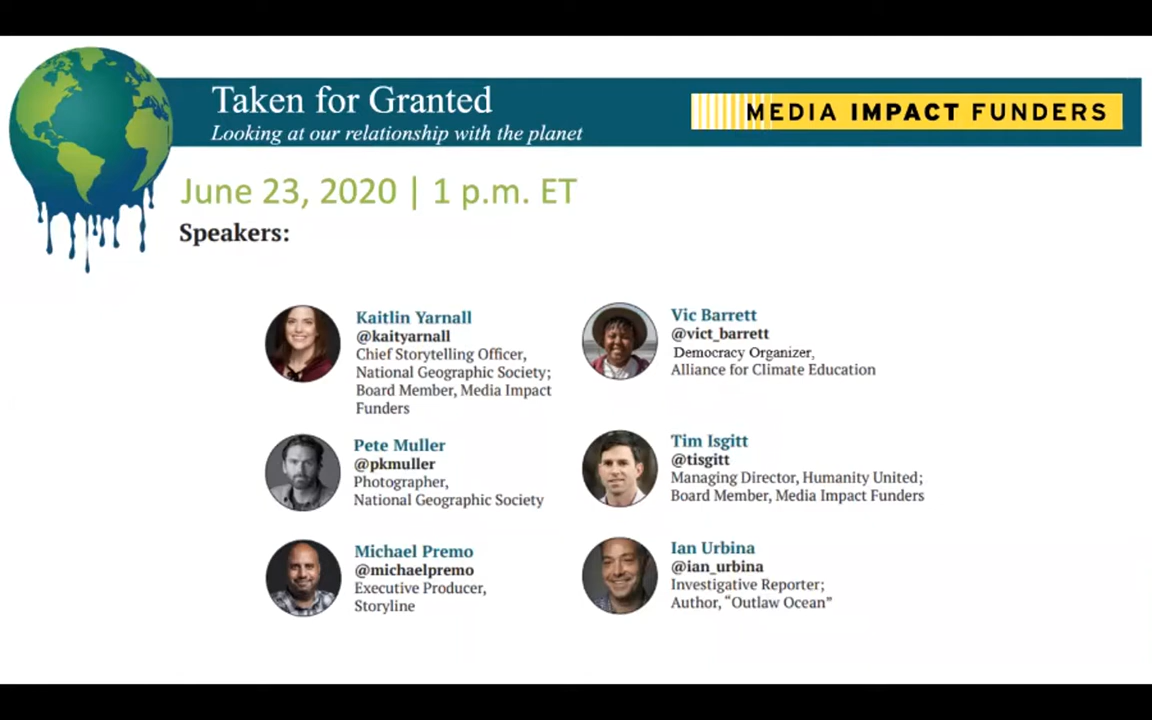 Taken for Granted
MEDIA IMPACT FUNDERS
Looking at our relationship with the planet
June 23, 2020 | 1 p.m. ET
Speakers:
Kaitlin Yarnall
@kaityarnall
Chief Storytelling Officer,
National Geographic Society;
Board Member, Media Impact
Funders
Vic Barrett
@vict_barrett
Democracy Organizer,
Alliance for Climate Education
Pete Muller
@pkmuller
Photographer,
National Geographic Society
Tim Isgitt
@tisgitt
Managing Director, Humanity United;
Board Member, Media Impact Funders
Michael Premo
@michaelpremo
Executive Producer,
Storyline
Ian Urbina
@ian_urbina
Investigative Reporter;
Author, “Outlaw Ocean”